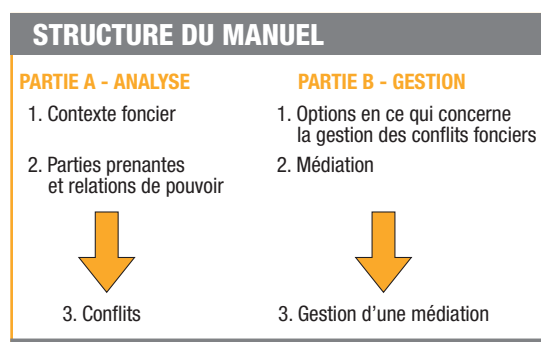 STRUCTURE DU MANUEL
PARTIE A - ANALYSE
1. Contexte foncier
2. Parties prenantes
et relations de pouvoir
3. Conflits
PARTIE B - GESTION
1. Options en ce qui concerne
la gestion des conflits fonciers
2. Médiation
3. Gestion d’une médiation